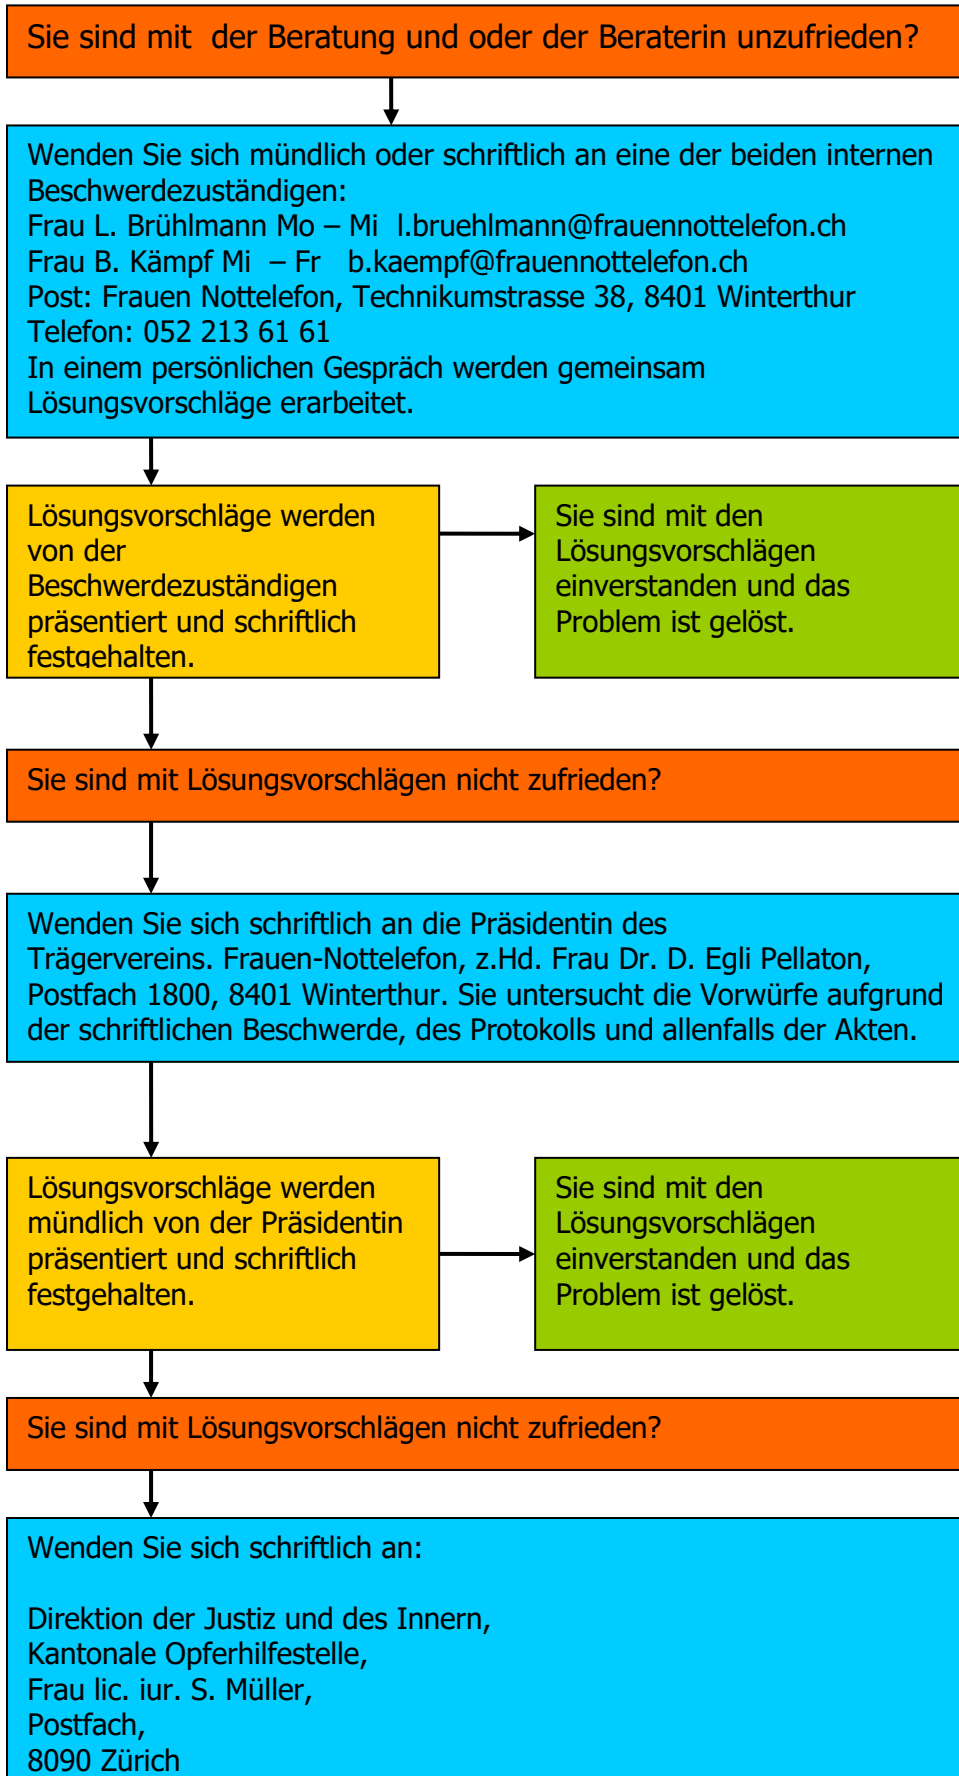 Sie sind mit  der Beratung und oder der Beraterin unzufrieden?
Wenden Sie sich mündlich oder schriftlich an eine der beiden internen
Beschwerdezuständigen:
Frau L. Brühlmann Mo – Mi  l.bruehlmann@frauennottelefon.ch
Frau B. Kämpf Mi  – Fr   b.kaempf@frauennottelefon.ch
Post: Frauen Nottelefon, Technikumstrasse 38, 8401 Winterthur
Telefon: 052 213 61 61
In einem persönlichen Gespräch werden gemeinsam
Lösungsvorschläge erarbeitet.
Lösungsvorschläge werden
von der
Beschwerdezuständigen
präsentiert und schriftlich
festgehalten.
Sie sind mit den
Lösungsvorschlägen
einverstanden und das
Problem ist gelöst.
Sie sind mit Lösungsvorschlägen nicht zufrieden?
Wenden Sie sich schriftlich an die Präsidentin des
Trägervereins. Frauen-Nottelefon, z.Hd. Frau Dr. D. Egli Pellaton,
Postfach 1800, 8401 Winterthur. Sie untersucht die Vorwürfe aufgrund
der schriftlichen Beschwerde, des Protokolls und allenfalls der Akten.
Lösungsvorschläge werden
mündlich von der Präsidentin
präsentiert und schriftlich
festgehalten.
Sie sind mit den
Lösungsvorschlägen
einverstanden und das
Problem ist gelöst.
Sie sind mit Lösungsvorschlägen nicht zufrieden?
Wenden Sie sich schriftlich an:
Direktion der Justiz und des Innern,
Kantonale Opferhilfestelle,
Frau lic. iur. S. Müller,
Postfach,
8090 Zürich